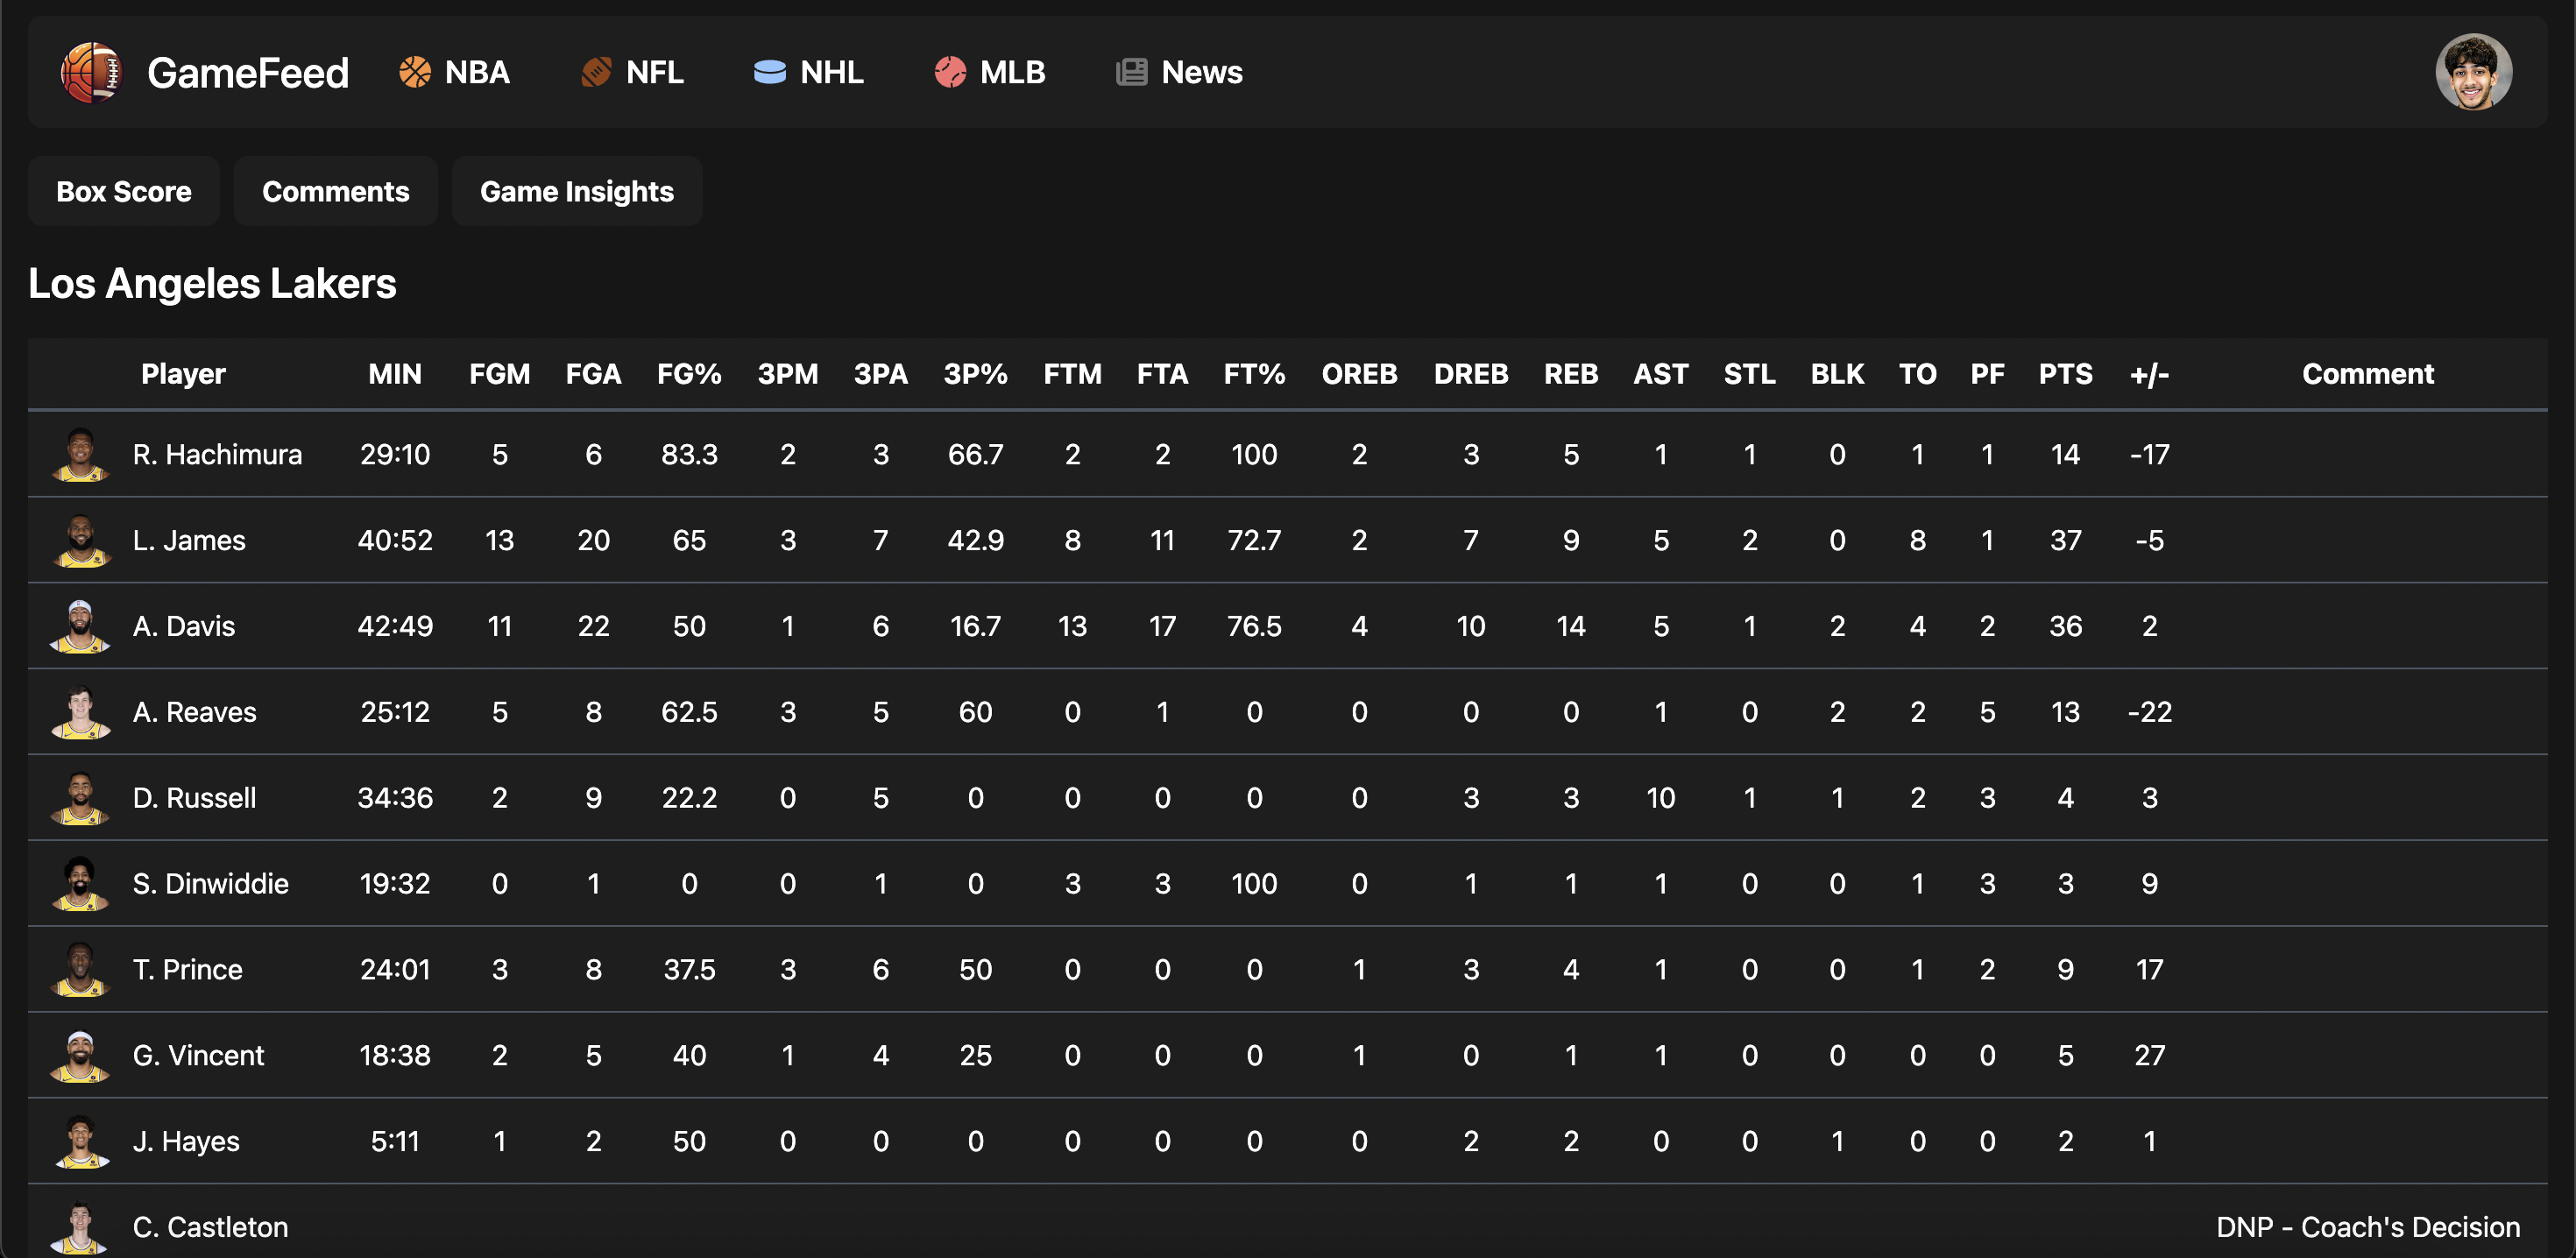 GameFeed NBA NFL NHL MLB News
Box Score Comments Game Insights
Los Angeles Lakers
Player MIN FGM FGA FG% 3PM 3PA 3P% FTM FTA FT% OREB DREB REB AST STL BLK TO PF PTS +/- Comment
R. Hachimura 29:10 5 6 83.3 2 3 66.7 2 2 100 2 3 5 1 1 0 1 1 14 -17
L. James 40:52 13 20 65 3 7 42.9 8 11 72.7 2 7 9 5 2 0 8 1 37 -5
A. Davis 42:49 11 22 50 1 6 16.7 13 17 76.5 4 10 14 5 1 2 4 2 36 2
A. Reaves 25:12 5 8 62.5 3 5 60 0 1 0 0 0 0 1 0 2 2 5 13 -22
D. Russell 34:36 2 9 22.2 0 5 0 0 0 0 0 3 3 10 1 1 2 3 4 3
S. Dinwiddie 19:32 0 1 0 0 1 0 3 3 100 0 1 1 1 0 0 1 3 3 9
T. Prince 24:01 3 8 37.5 3 6 50 0 0 0 1 3 4 1 0 0 1 2 9 17
G. Vincent 18:38 2 5 40 1 4 25 0 0 0 1 0 1 1 0 0 0 0 5 27
J. Hayes 5:11 1 2 50 0 0 0 0 0 0 0 2 2 0 0 1 0 0 2 1
C. Castleton DNP - Coach's Decision